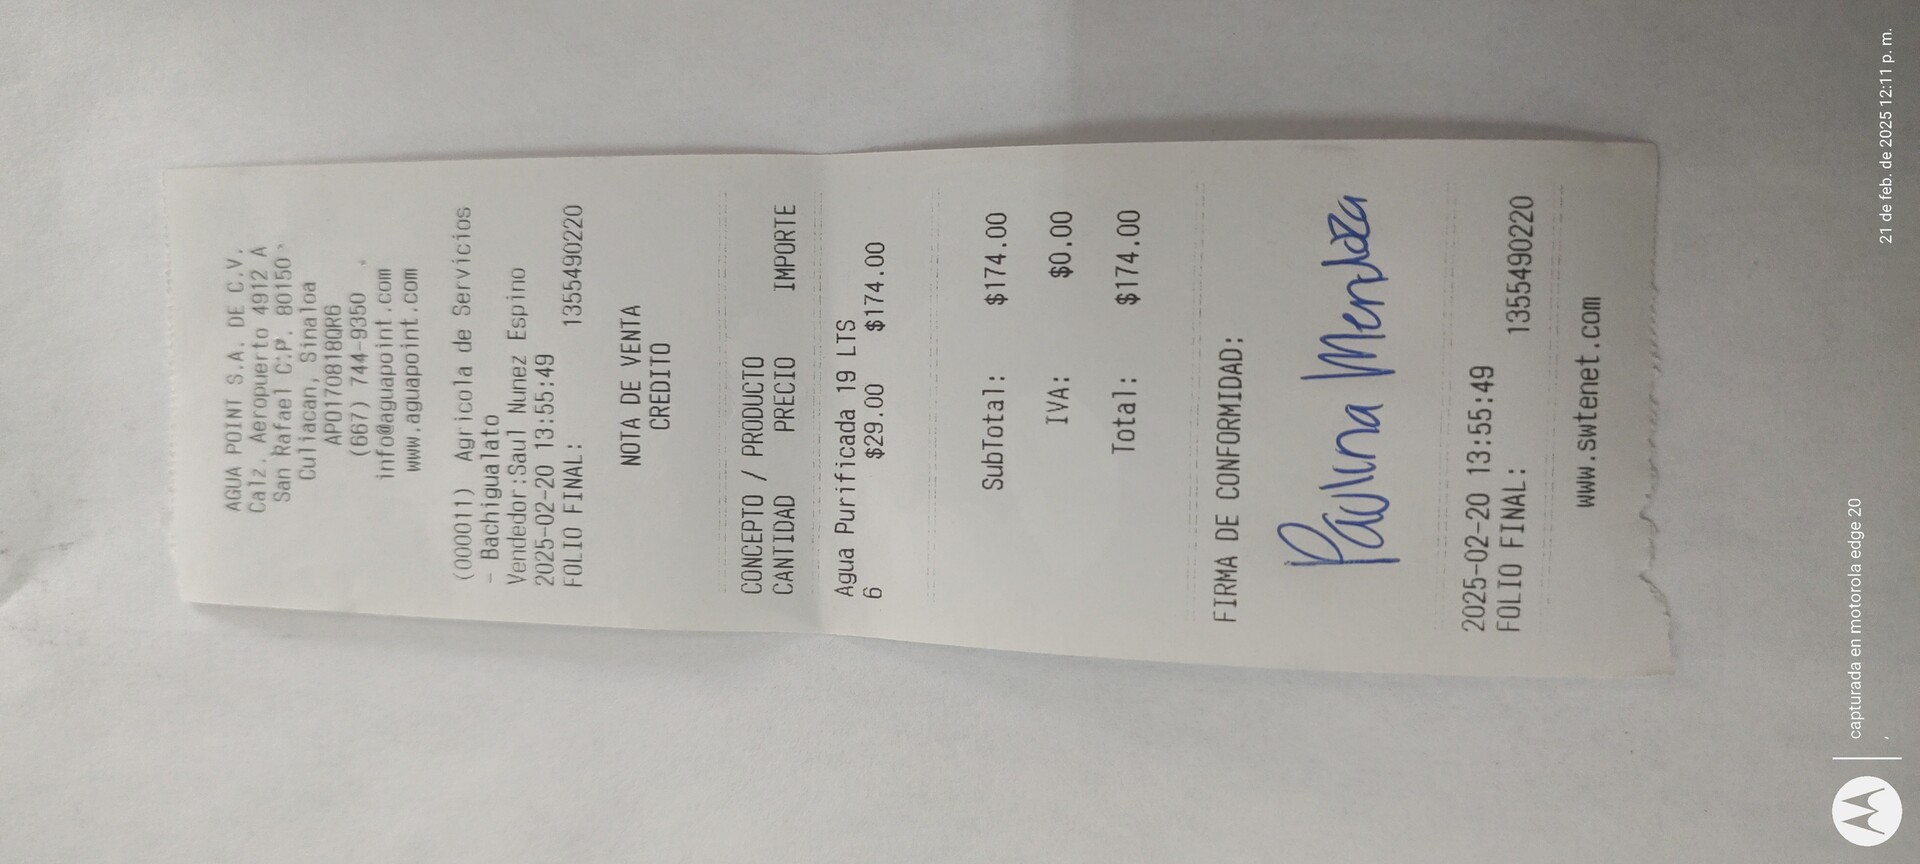 AGUA POINT S.A. DE C.V.
Calz. Aeropuerto 4912 A
San Rafael C.P. 80150
Culiacan, Sinaloa
APO170818QR6
(667) 744-9350
info@aguapoint.com
www.aguapoint.com
(000011) Agricola de Servicios
- Bachigualato
Vendedor:Saul Nunez Espino
2025-02-20 13:55:49
FOLIO FINAL: 1355490220
NOTA DE VENTA
CREDITO
CONCEPTO / PRODUCTO
CANTIDAD PRECIO IMPORTE
Agua Purificada 19 LTS
6 $29.00 $174.00
SubTotal: $174.00
IVA: $0.00
Total: $174.00
FIRMA DE CONFORMIDAD:
Paulina Mendoza
2025-02-20 13:55:49
FOLIO FINAL: 1355490220
www.swtenet.com
capturada en motorola edge 20
21 de feb. de 2025 12:11 p. m.